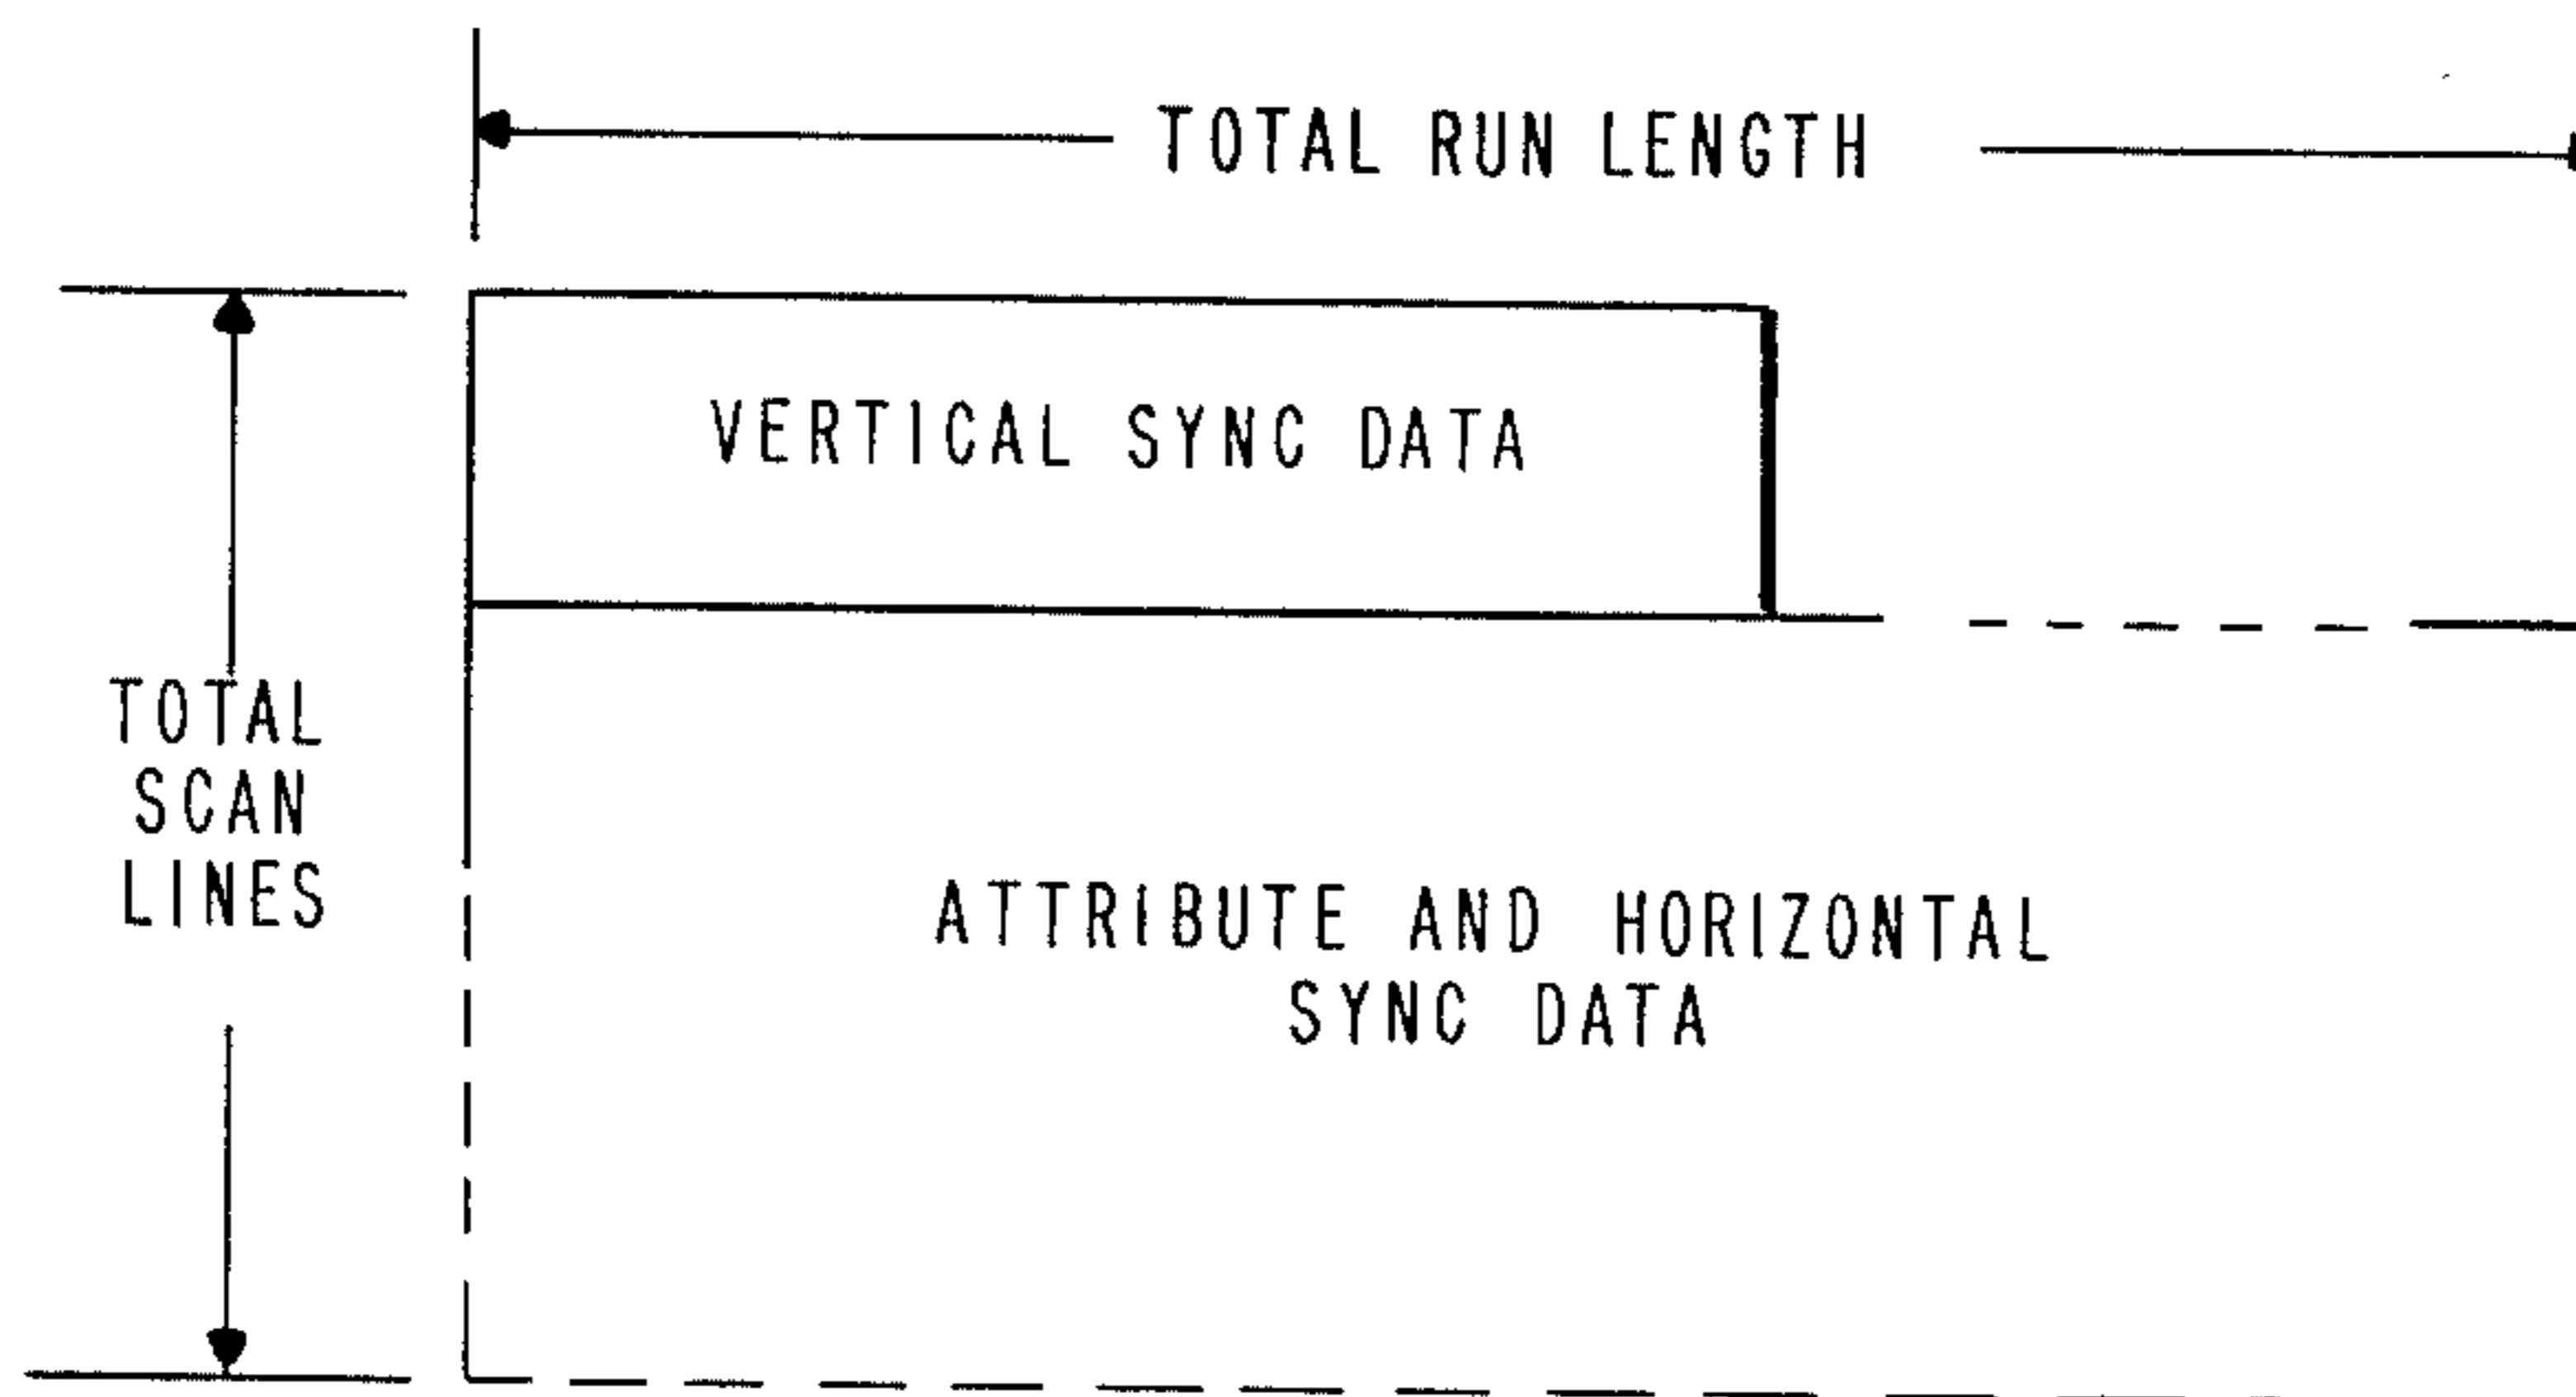 TOTAL RUN LENGTH
VERTICAL SYNC DATA
TOTAL
SCAN
LINES
ATTRIBUTE AND HORIZONTAL
SYNC DATA